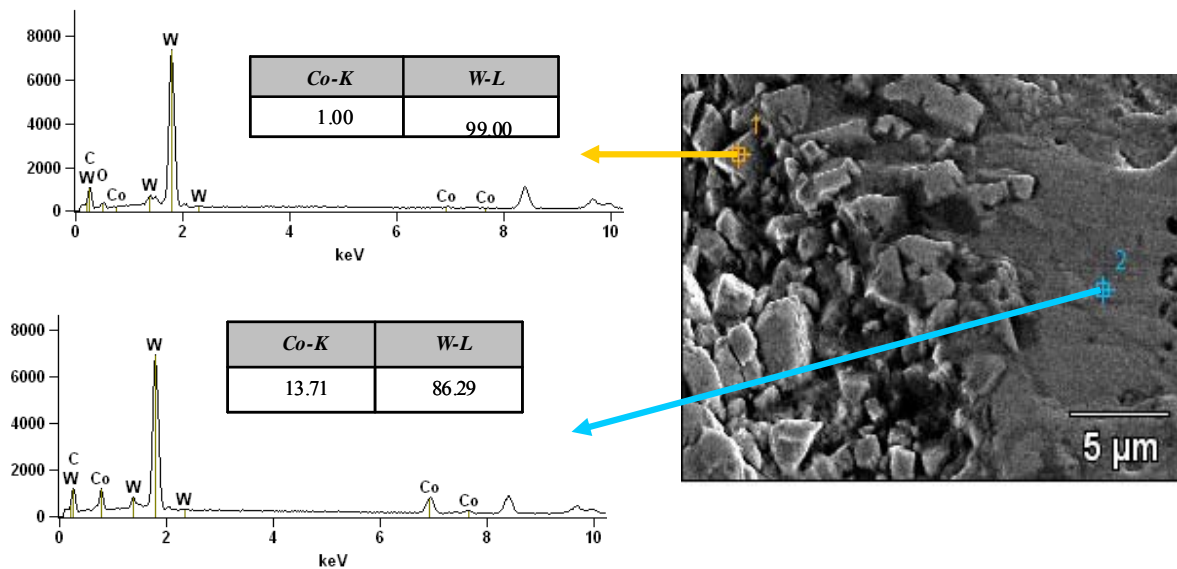 8000
6000
4000
2000
0
W
C
W O
Co
W
W
Co Co
0 2 4 6 8 10
keV
Co-K W-L
1.00 99.00
8000
6000
4000
2000
0
W
C
W Co
W
W
Co
Co
0 2 4 6 8 10
keV
Co-K W-L
13.71 86.29
1
2
5 µm